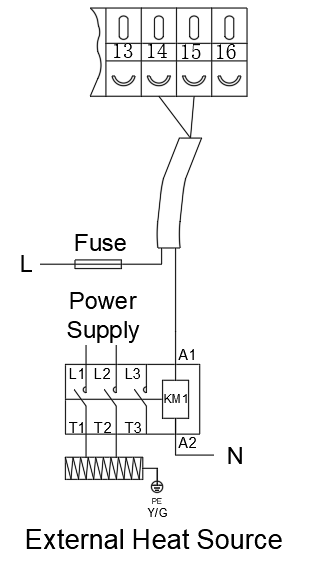 13 14 15 16
Fuse
L
Power
Supply
A1
L1 L2 L3
KM1
T1 T2 T3
A2
N
PE
Y/G
External Heat Source